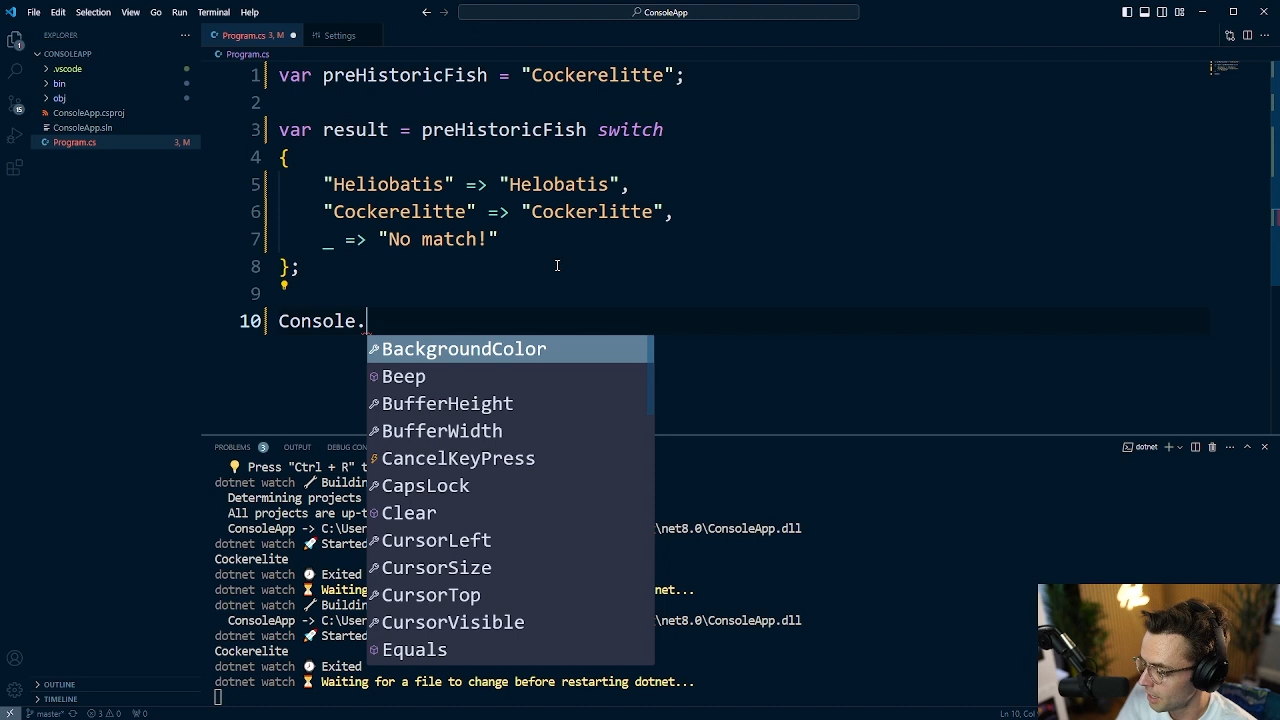 File Edit Selection View Go Run Terminal Help
ConsoleApp
EXPLORER
CONSOLEAPP
.vscode
bin
obj
ConsoleApp.csproj
ConsoleApp.sln
Program.cs 3, M
OUTLINE
TIMELINE
Program.cs 3, M Settings
Program.cs
1 var preHistoricFish = "Cockerelitte";
2
3 var result = preHistoricFish switch
4 {
5 "Heliobatis" => "Helobatis",
6 "Cockerelitte" => "Cockerlitte",
7 _ => "No match!"
8 };
9
10 Console.
BackgroundColor
Beep
BufferHeight
BufferWidth
CancelKeyPress
CapsLock
Clear
CursorLeft
CursorSize
CursorTop
CursorVisible
Equals
PROBLEMS 3 OUTPUT DEBUG CON
dotnet
Press "Ctrl + R" t
dotnet watch Buildin
Determining projects
All projects are up-t
ConsoleApp -> C:\User \net8.0\ConsoleApp.dll
dotnet watch Started
Cockerelite
dotnet watch Exited
dotnet watch Waitin dotnet...
dotnet watch Buildin
ConsoleApp -> C:\User \net8.0\ConsoleApp.dll
dotnet watch Started
Cockerelite
dotnet watch Exited
dotnet watch Waiting for a file to change before restarting dotnet...
master* 3 0 0 Ln 10, Col